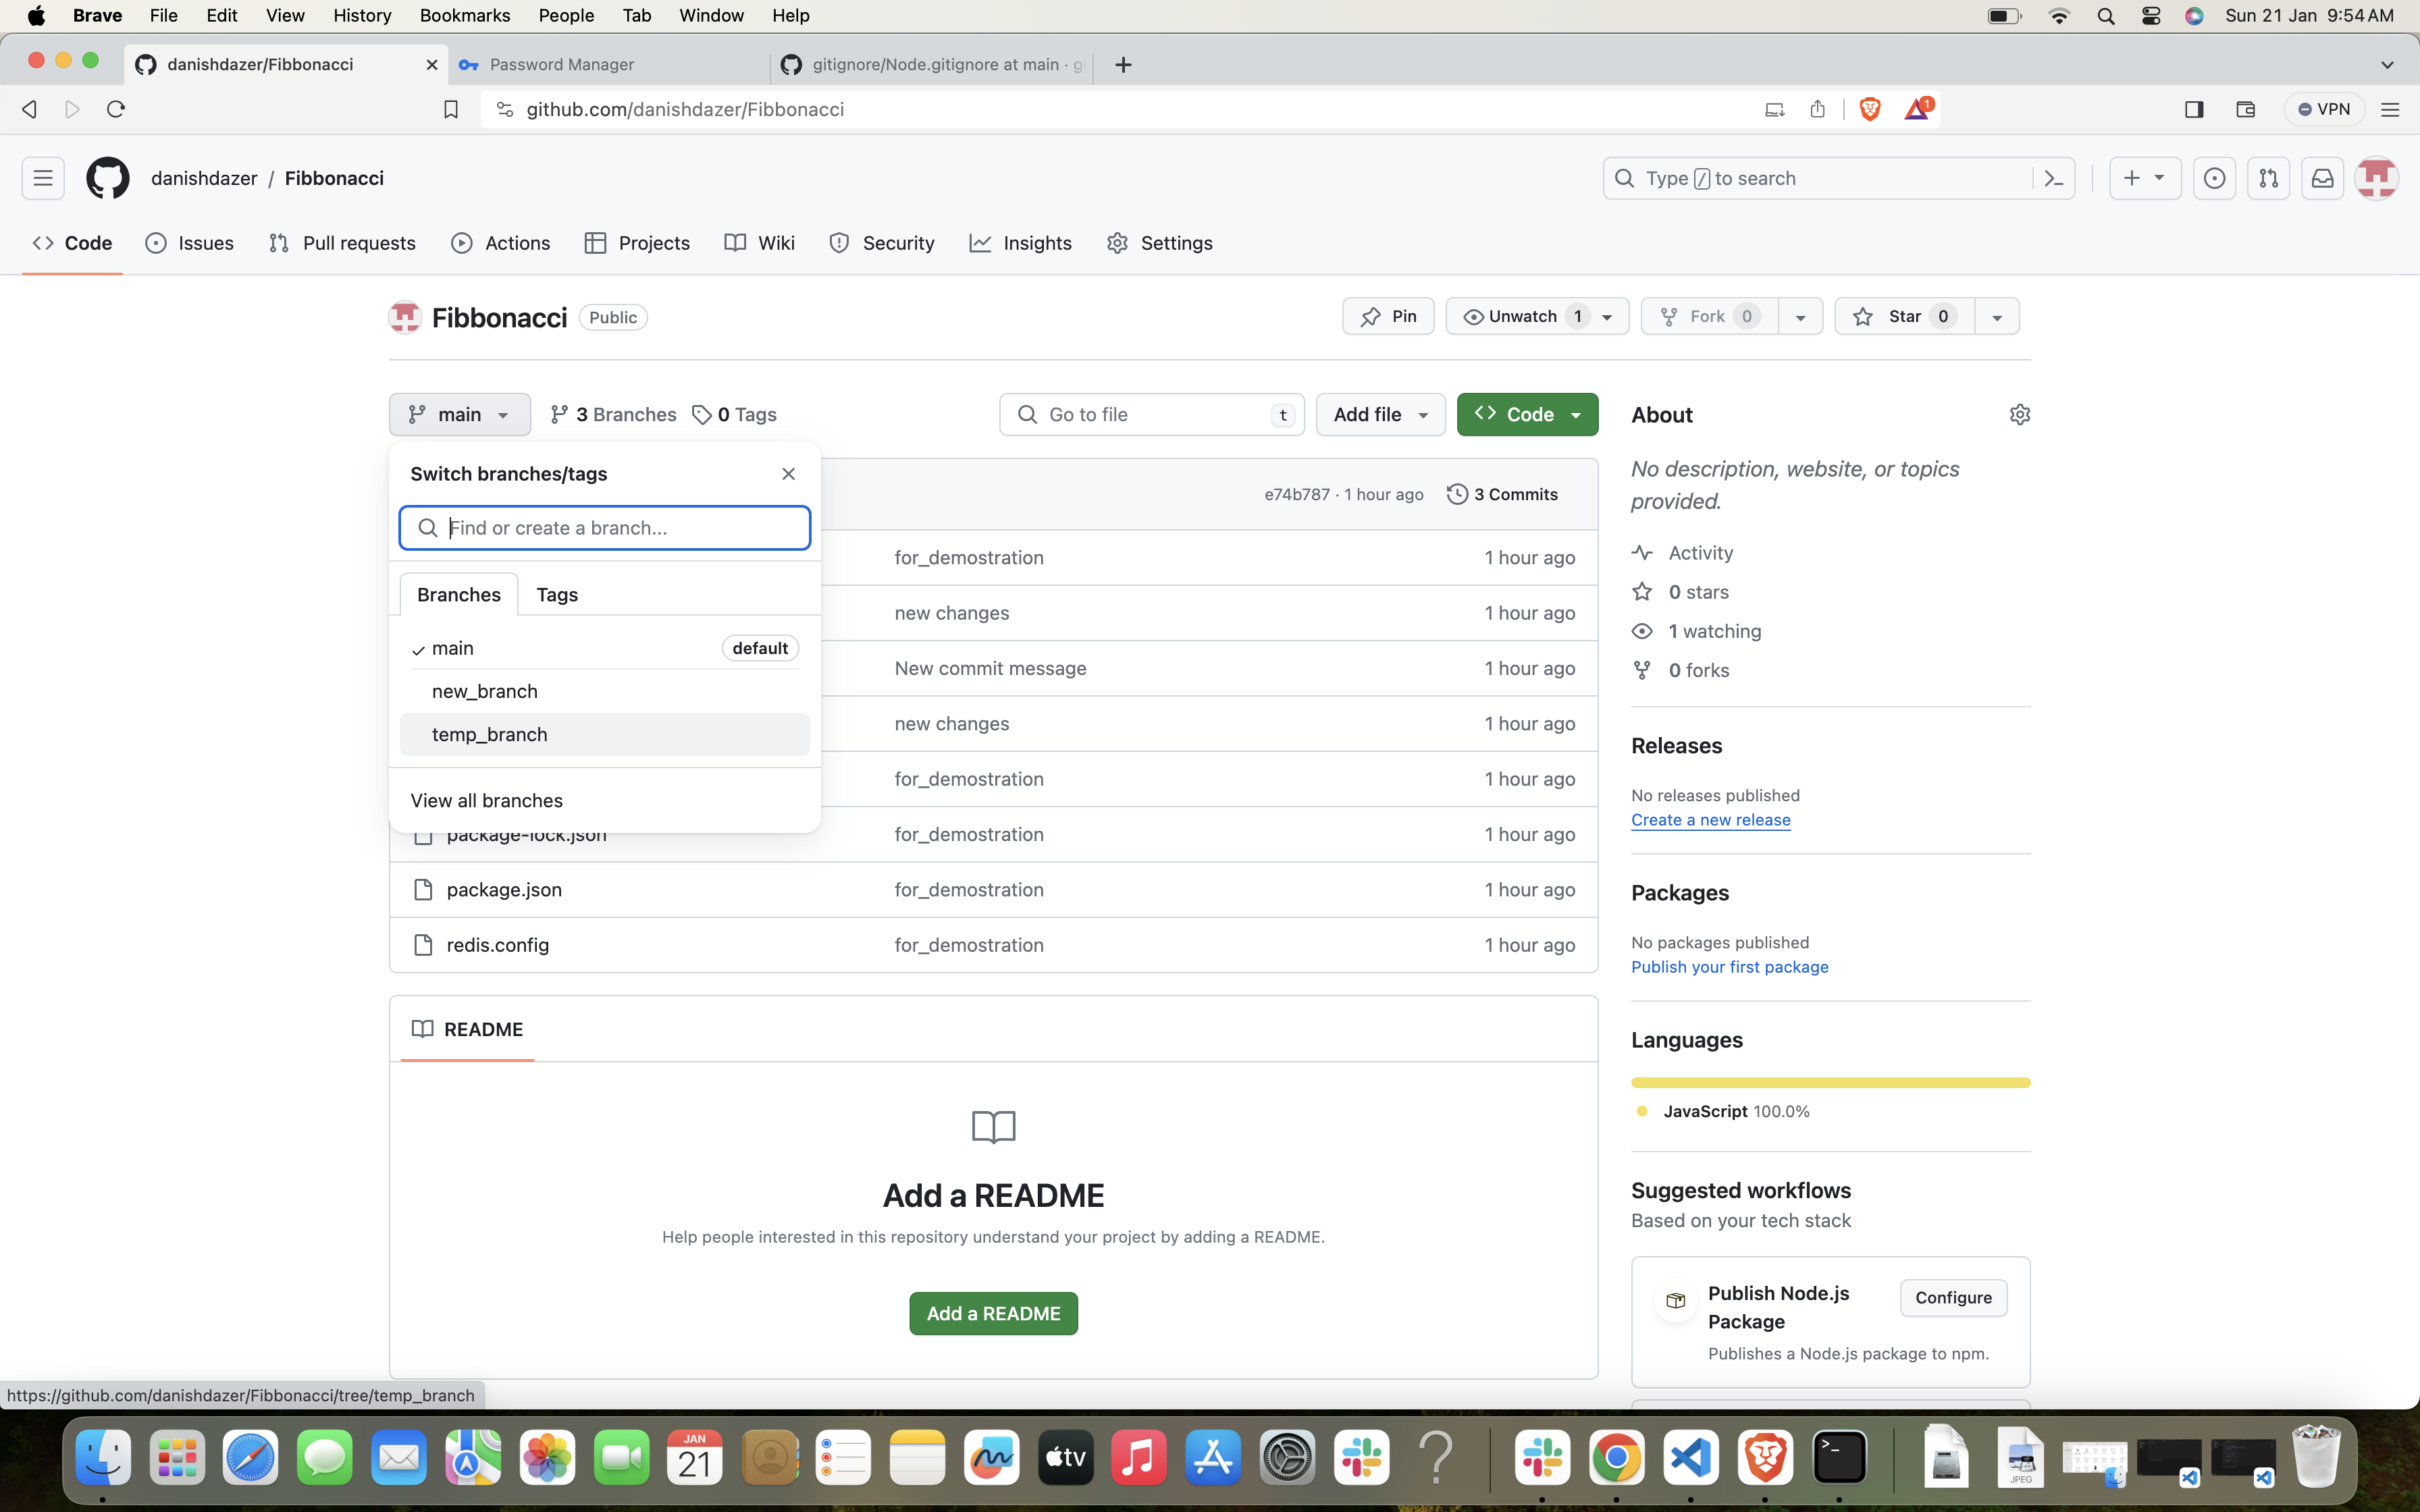 Brave File Edit View History Bookmarks People Tab Window Help Sun 21 Jan 9:54 AM
danishdazer/Fibbonacci Password Manager gitignore/Node.gitignore at main · gi
github.com/danishdazer/Fibbonacci 1 VPN
danishdazer / Fibbonacci Type / to search
Code Issues Pull requests Actions Projects Wiki Security Insights Settings
Fibbonacci Public Pin Unwatch 1 Fork 0 Star 0
main 3 Branches 0 Tags Go to file t Add file Code
Switch branches/tags
Find or create a branch...
Branches Tags
main default
new_branch
temp_branch
View all branches
e74b787 · 1 hour ago 3 Commits
for_demostration 1 hour ago
new changes 1 hour ago
New commit message 1 hour ago
new changes 1 hour ago
for_demostration 1 hour ago
package-lock.json for_demostration 1 hour ago
package.json for_demostration 1 hour ago
redis.config for_demostration 1 hour ago
README
Add a README
Help people interested in this repository understand your project by adding a README.
Add a README
About
No description, website, or topics
provided.
Activity
0 stars
1 watching
0 forks
Releases
No releases published
Create a new release
Packages
No packages published
Publish your first package
Languages
JavaScript 100.0%
Suggested workflows
Based on your tech stack
Publish Node.js
Package
Configure
Publishes a Node.js package to npm.
https://github.com/danishdazer/Fibbonacci/tree/temp_branch
JAN
21
tv
JPEG